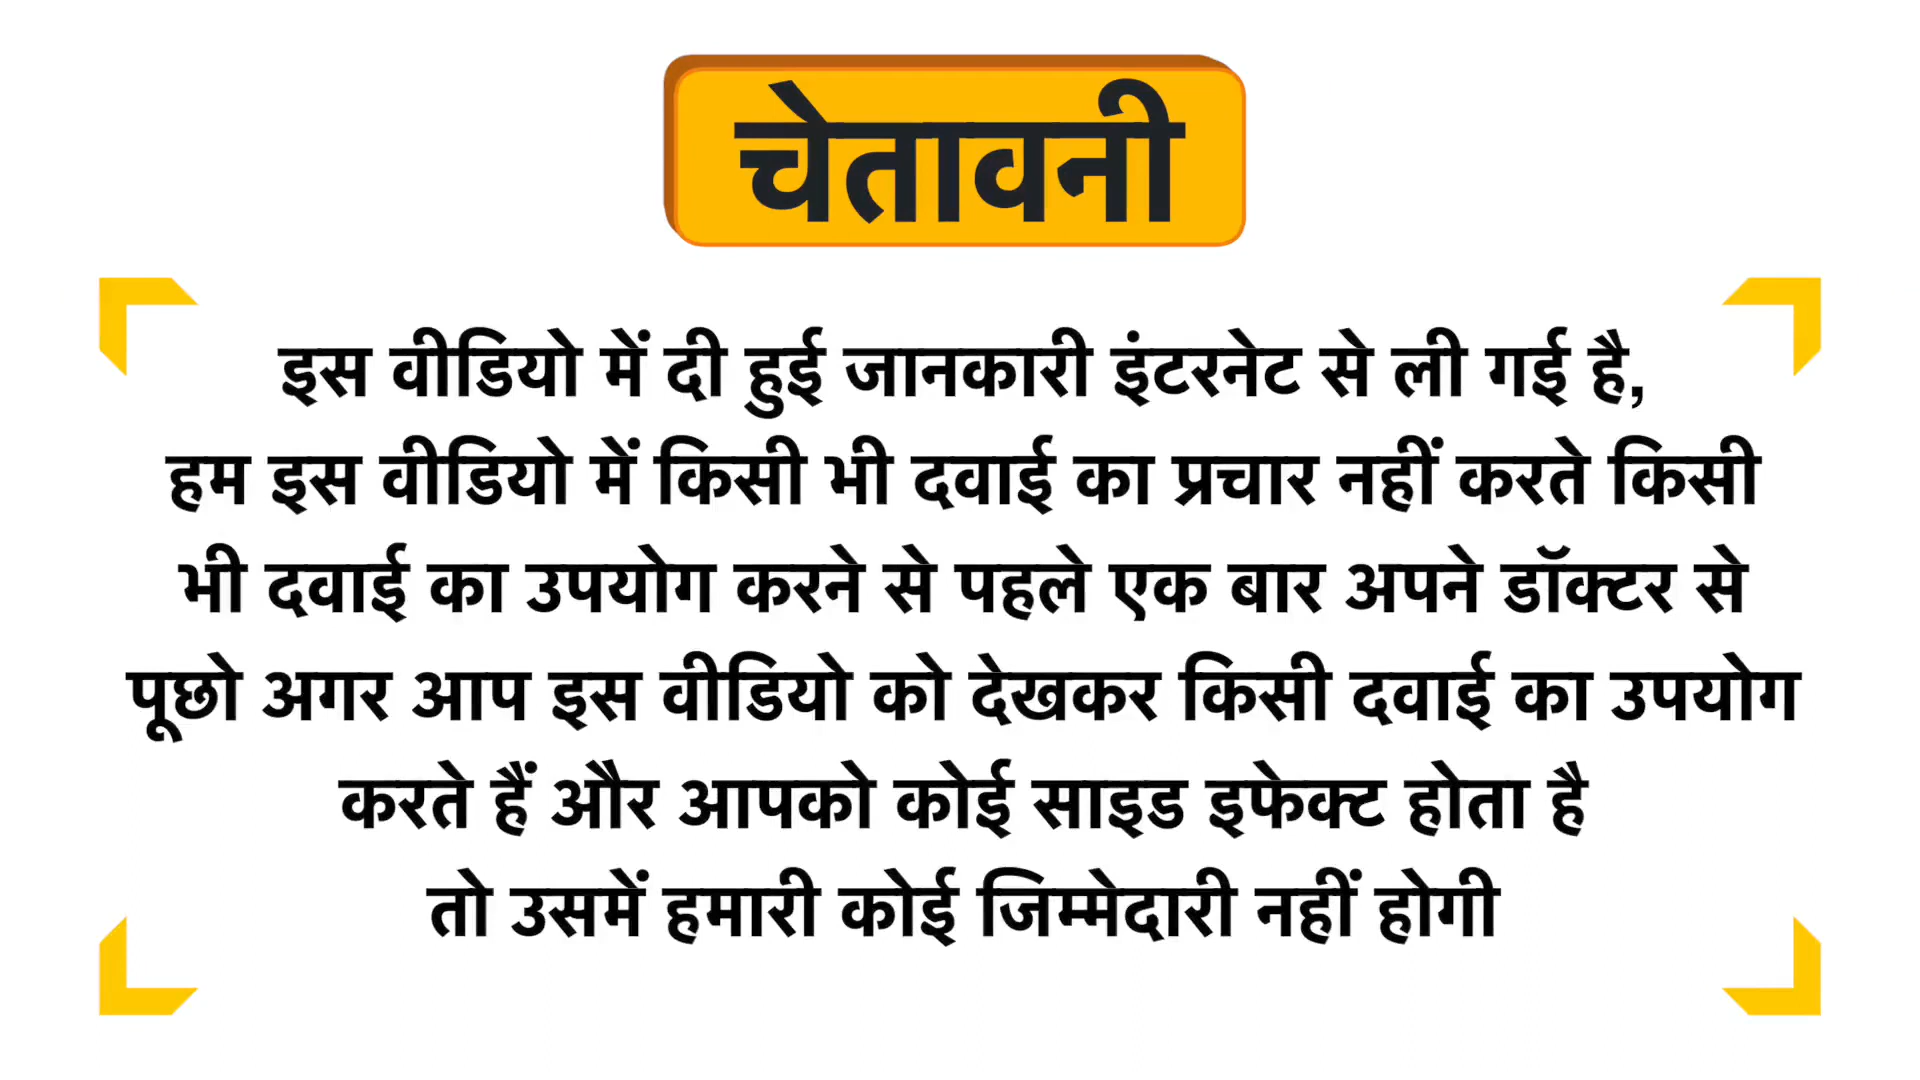 चेतावनी
इस वीडियो में दी हुई जानकारी इंटरनेट से ली गई है,
हम इस वीडियो में किसी भी दवाई का प्रचार नहीं करते किसी
भी दवाई का उपयोग करने से पहले एक बार अपने डॉक्टर से
पूछो अगर आप इस वीडियो को देखकर किसी दवाई का उपयोग
करते हैं और आपको कोई साइड इफेक्ट होता है
तो उसमें हमारी कोई जिम्मेदारी नहीं होगी